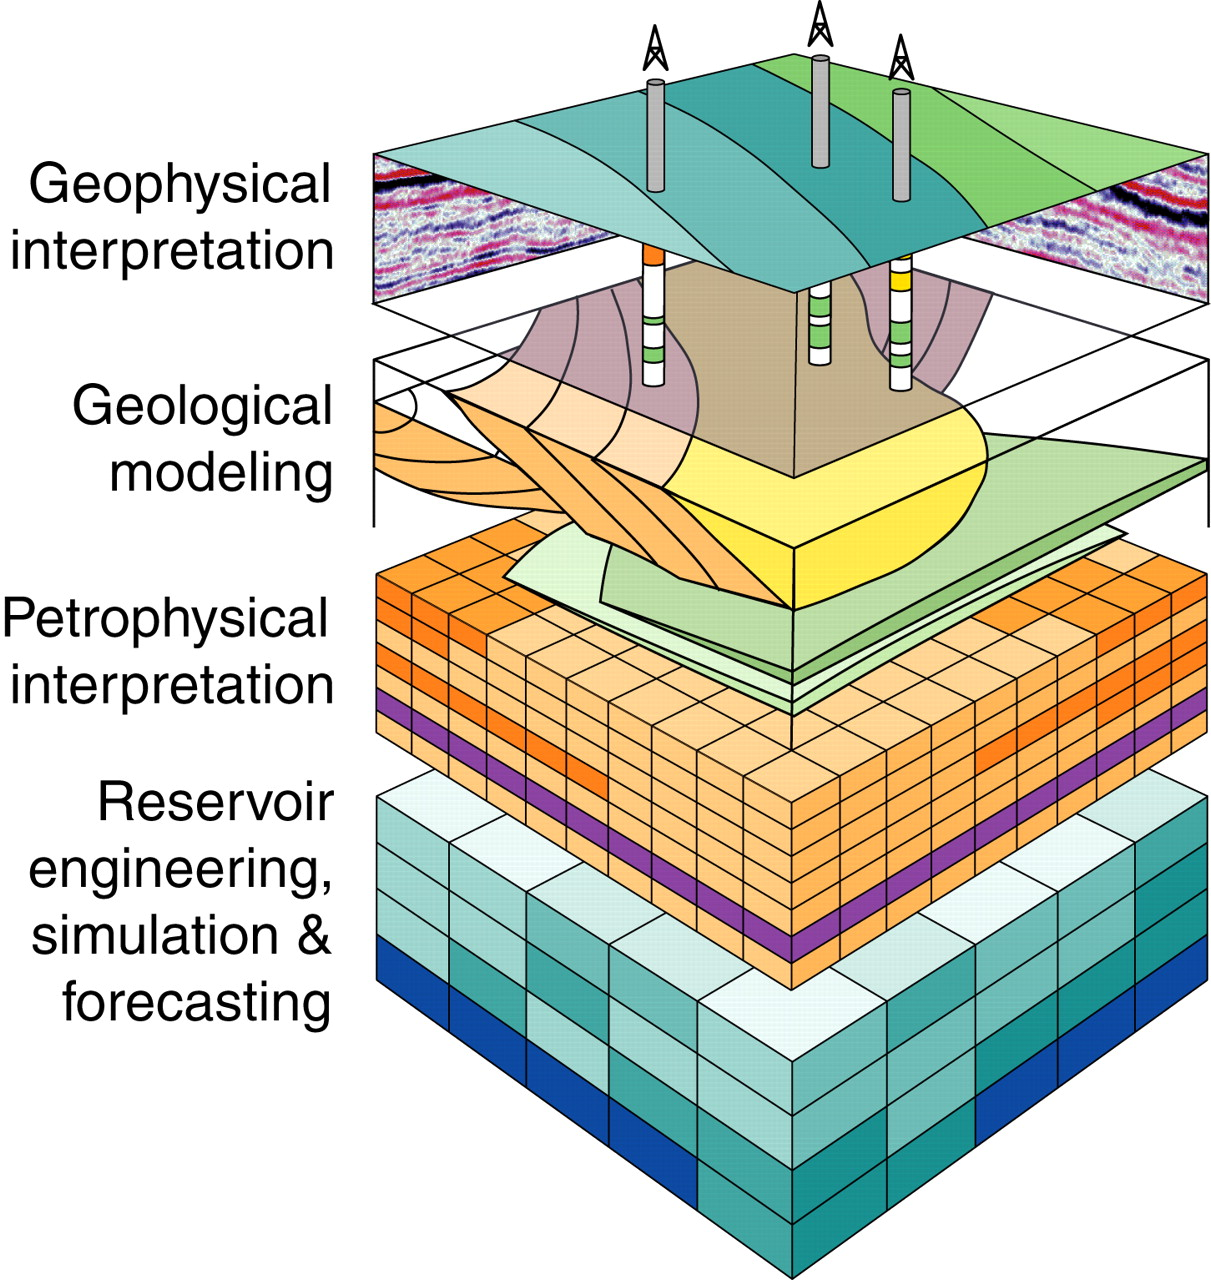 Geophysical
interpretation
Geological
modeling
Petrophysical
interpretation
Reservoir
engineering,
simulation &
forecasting